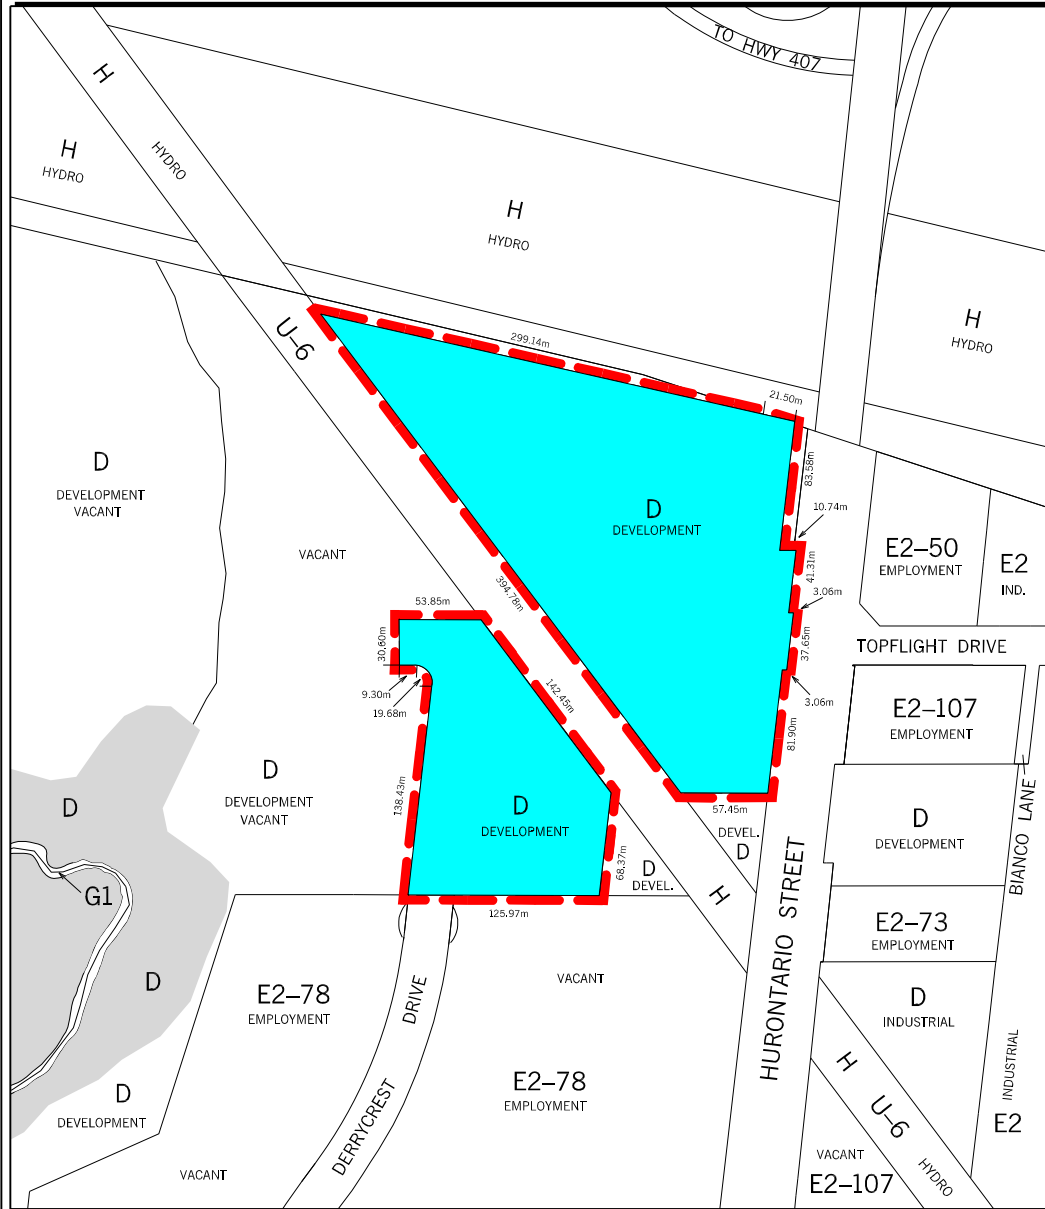 TO HWY 407
H
HYDRO
H
HYDRO
H
HYDRO
H
HYDRO
U–6
299.14m
21.50m
83.58m
10.74m
41.31m
3.06m
37.65m
3.06m
81.90m
57.45m
394.78m
D
DEVELOPMENT
D
DEVELOPMENT
VACANT
VACANT
E2–50
EMPLOYMENT
E2
IND.
TOPFLIGHT DRIVE
53.85m
30.60m
9.30m
19.68m
142.45m
138.43m
68.37m
125.97m
D
DEVELOPMENT
D
DEVELOPMENT
VACANT
E2–107
EMPLOYMENT
D
DEVELOPMENT
BIANCO LANE
DEVEL.
D
D
DEVEL.
H
D
G1
D
E2–73
EMPLOYMENT
HURONTARIO STREET
D
INDUSTRIAL
E2–78
EMPLOYMENT
DERRYCREST
DRIVE
VACANT
E2–78
EMPLOYMENT
D
DEVELOPMENT
VACANT
H
U–6
HYDRO
INDUSTRIAL
E2
VACANT
E2–107